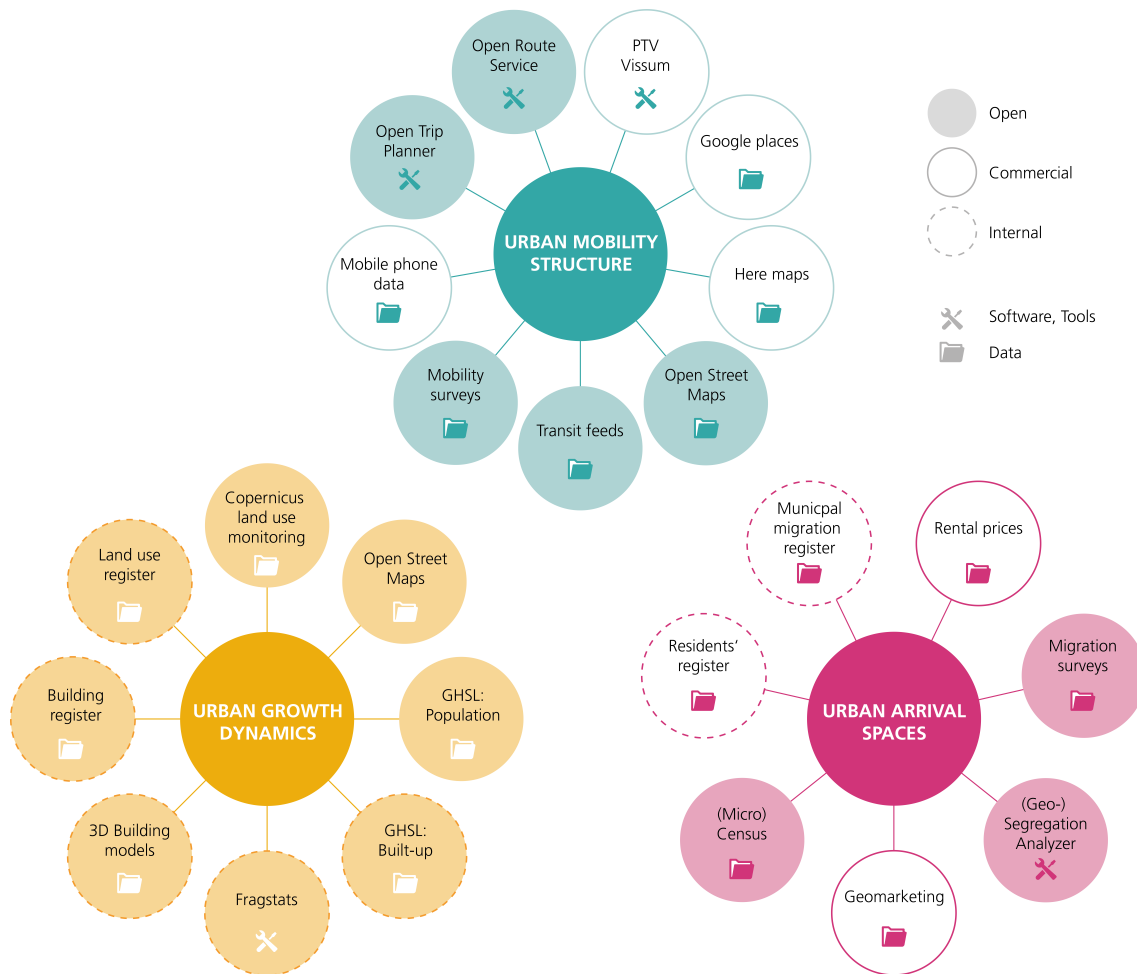 Open Route
Service
PTV
Vissum
Open Trip
Planner
Google places
URBAN MOBILITY
STRUCTURE
Mobile phone
data
Here maps
Mobility
surveys
Transit feeds
Open Street
Maps
Open
Commercial
Internal
Software, Tools
Data
Copernicus
land use
monitoring
Land use
register
Open Street
Maps
Building
register
URBAN GROWTH
DYNAMICS
GHSL:
Population
3D Building
models
GHSL:
Built-up
Fragstats
Municpal
migration
register
Rental prices
Residents‘
register
Migration
surveys
URBAN ARRIVAL
SPACES
(Micro)
Census
(Geo-)
Segregation
Analyzer
Geomarketing